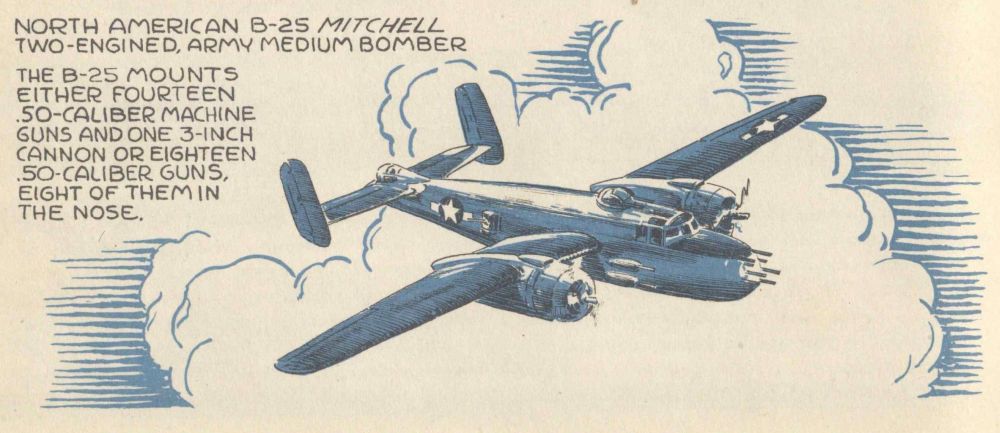 NORTH AMERICAN B-25 MITCHELL
TWO-ENGINED, ARMY MEDIUM BOMBER
THE B-25 MOUNTS
EITHER FOURTEEN
.50-CALIBER MACHINE
GUNS AND ONE 3-INCH
CANNON OR EIGHTEEN
.50-CALIBER GUNS,
EIGHT OF THEM IN
THE NOSE.